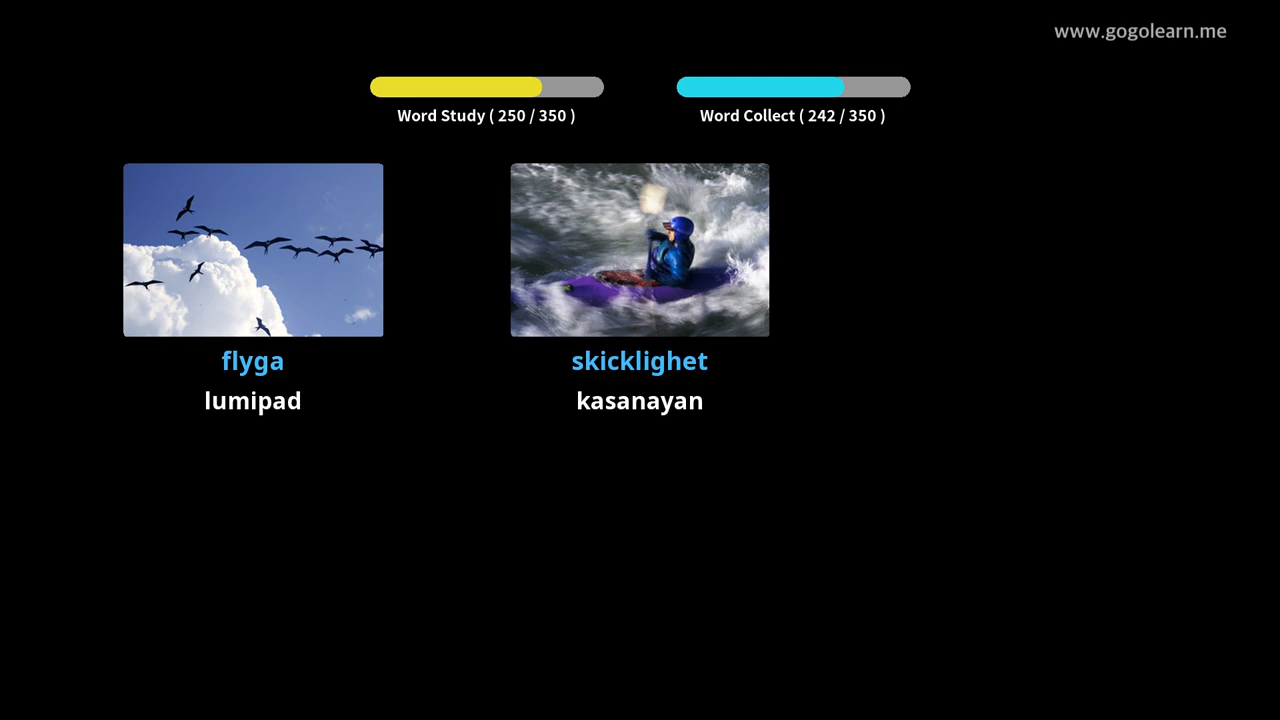 www.gogolearn.me
Word Study ( 250 / 350 )
Word Collect ( 242 / 350 )
flyga
lumipad
skicklighet
kasanayan